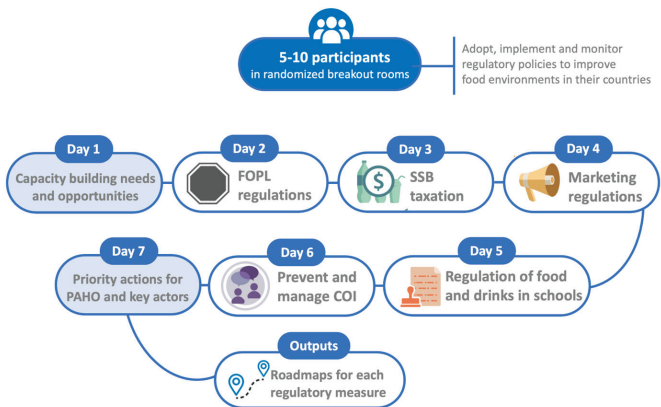 5-10 participants
in randomized breakout rooms
Adopt, implement and monitor
regulatory policies to improve
food environments in their countries
Day 1
Capacity building needs
and opportunities
Day 2
FOPL
regulations
Day 3
$
SSB
taxation
Day 4
Marketing
regulations
Day 5
Regulation of food
and drinks in schools
Day 6
Prevent and
manage COI
Day 7
Priority actions for
PAHO and key actors
Outputs
Roadmaps for each
regulatory measure